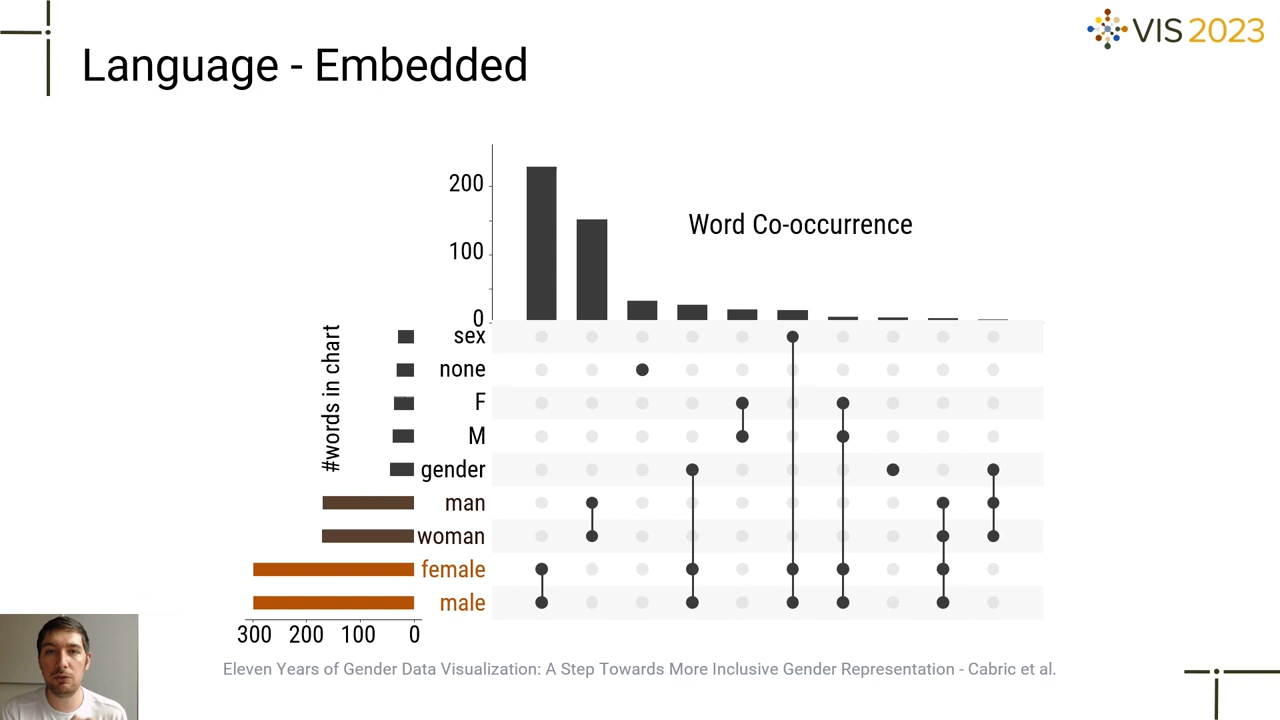 VIS 2023
Language - Embedded
200
100
0
Word Co-occurrence
#words in chart
sex
none
F
M
gender
man
woman
female
male
300 200 100 0
Eleven Years of Gender Data Visualization: A Step Towards More Inclusive Gender Representation - Cabric et al.